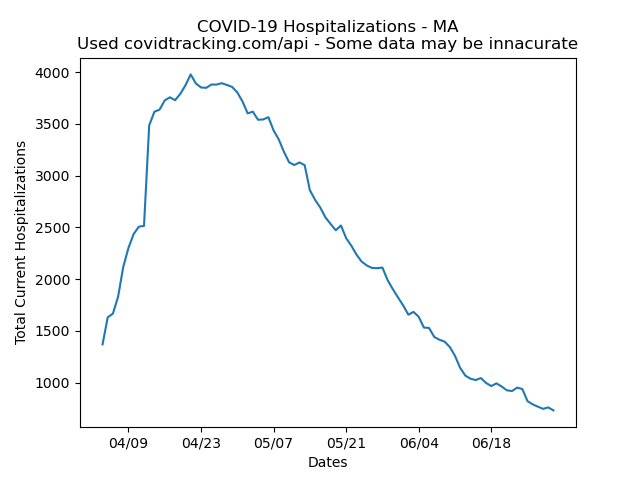 COVID-19 Hospitalizations - MA
Used covidtracking.com/api - Some data may be innacurate
4000
3500
3000
2500
2000
1500
1000
Total Current Hospitalizations
04/09 04/23 05/07 05/21 06/04 06/18
Dates